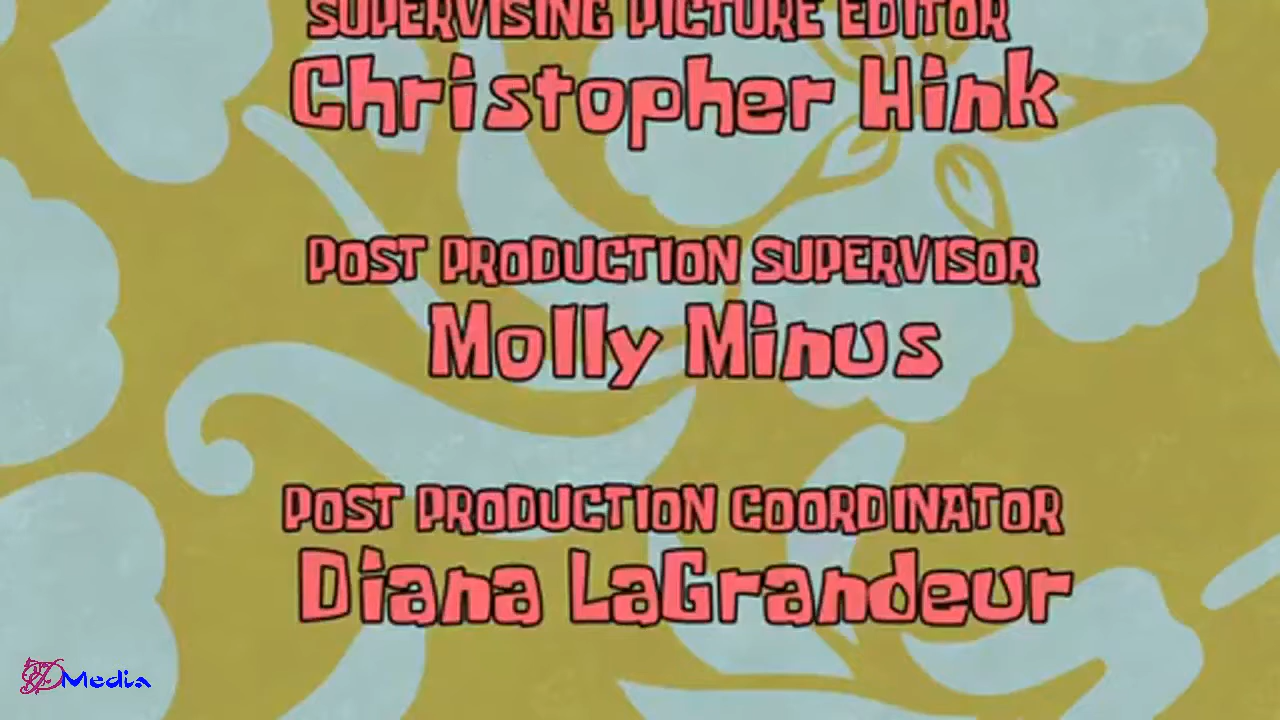 SUPERVISING PICTURE EDITOR
Christopher Hink
POST PRODUCTION SUPERVISOR
Molly Minus
POST PRODUCTION COORDINATOR
Diana LaGrandeur
Media